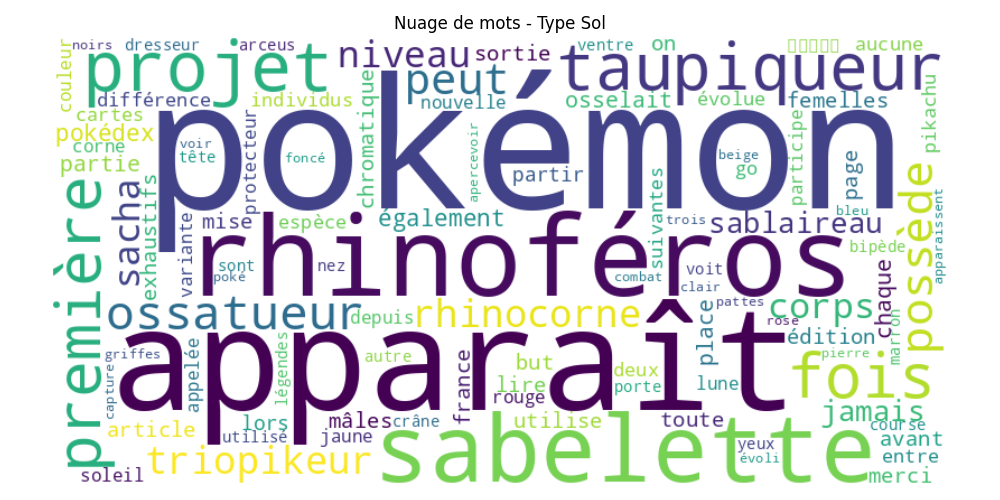 Nuage de mots - Type Sol
noirs dresseur arceus niveau sortie ventre on aucune
couleur projet peut taupiqueur
différence individus chromatique nouvelle osselait évolue femelles pikachu
cartes pokémon participe
pokédex voir protecteur apercevoir beige page
corne tête foncé partir go
partie
première sacha exhaustifs variante mise espèce également suivantes trois sablaireau bleu possède apparaissent
rhinoféros bipède
sont nez voit
poké combat clair chaque
ossatueur depuis rhinocorne place pattes corps
rose édition marron
apparaît
griffes appelée légendes autre france but deux pierre
capture lire porte lune fois
rouge
article lors mâles crâne utilise toute jamais course
utilisé jaune sabelette yeux avant
triopikeur évoli entre
soleil merci